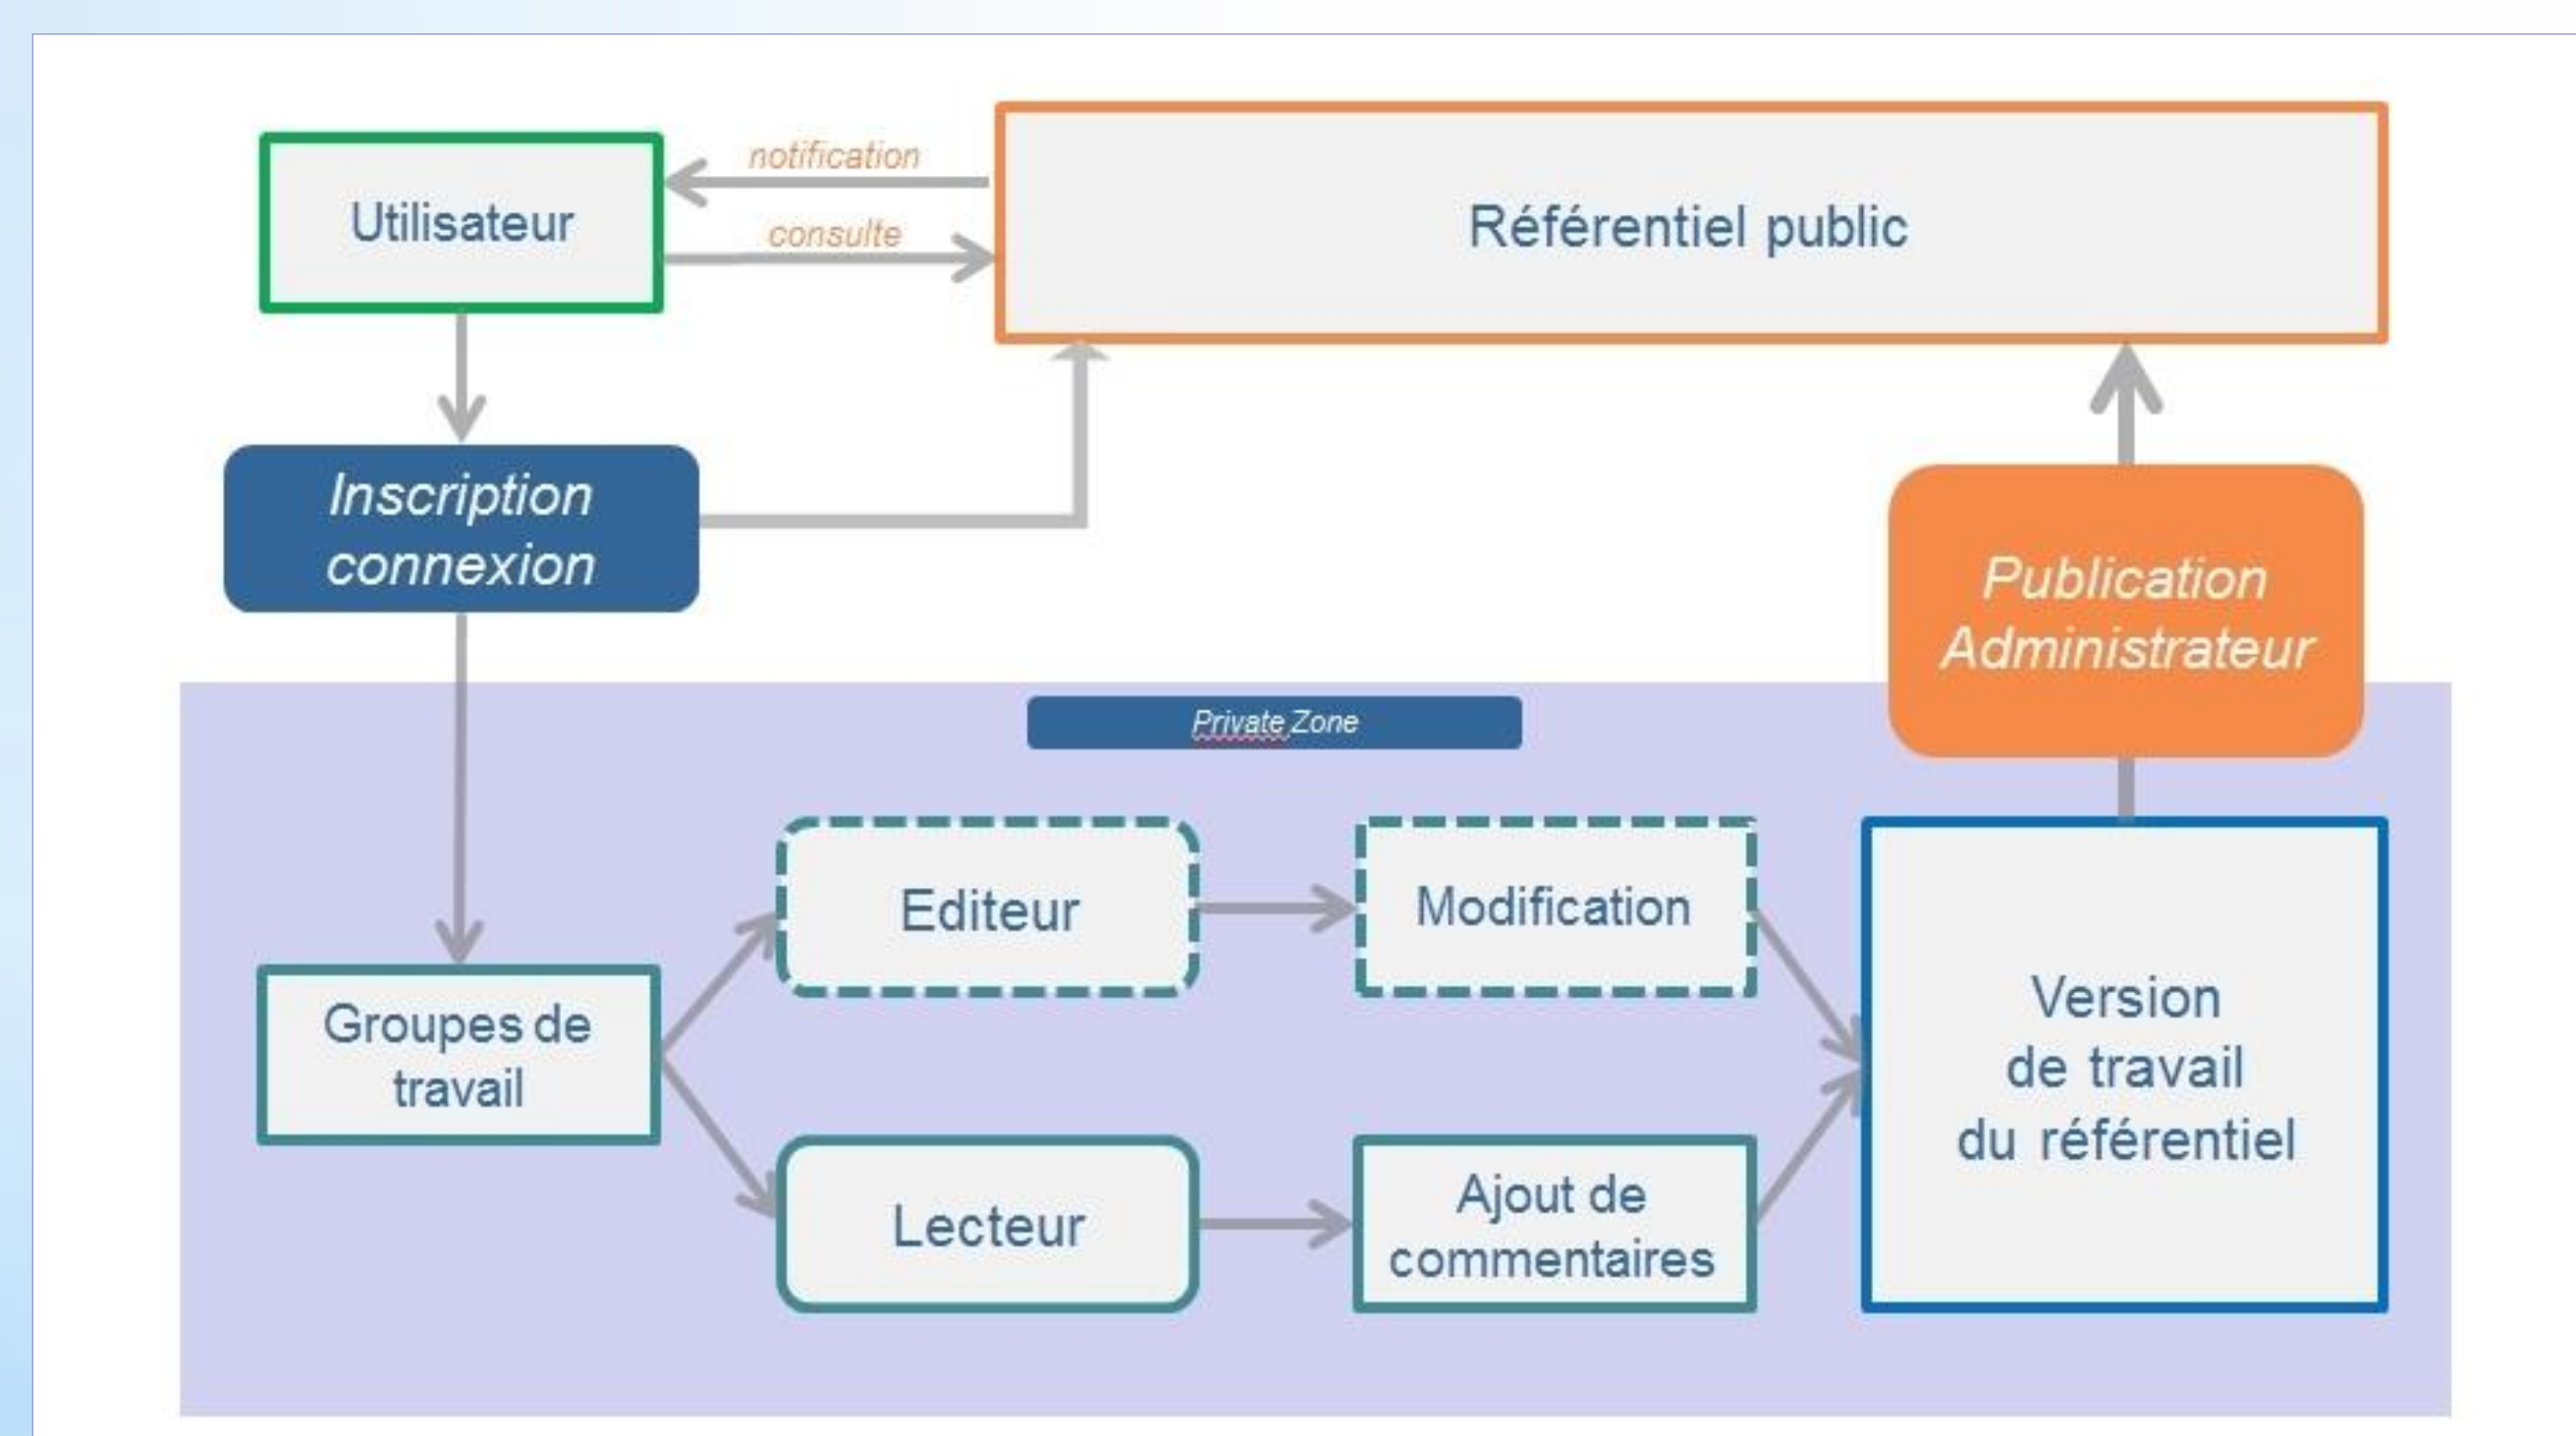 notification
Utilisateur
Référentiel public
consulte
Inscription
connexion
Publication
Administrateur
Private Zone
Editeur
Modification
Groupes de
travail
Version
de travail
du référentiel
Lecteur
Ajout de
commentaires